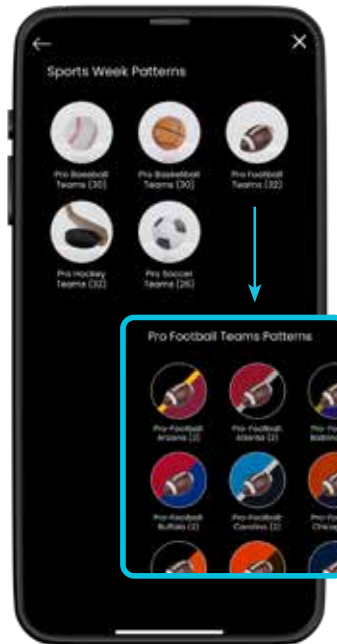 Sports Week Patterns
Pro Baseball
Teams (30)
Pro Basketball
Teams (30)
Pro Football
Teams (32)
Pro Hockey
Teams (32)
Pro Soccer
Teams (26)
Pro Football Teams Patterns
Pro-Football
Arizona (2)
Pro-Football
Atlanta (2)
Pro-Football
Buffalo (2)
Pro-Football
Carolina (2)